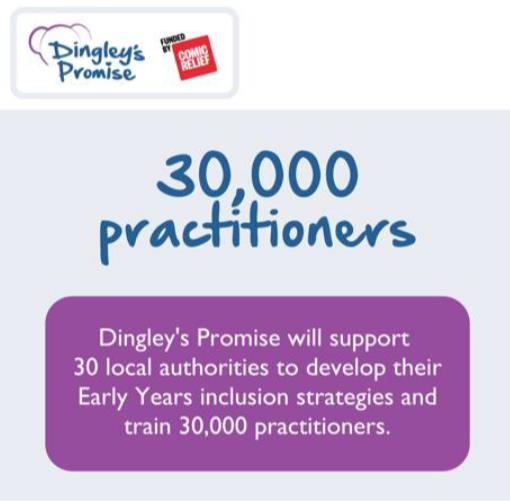 Dingley's
Promise
FUNDED
BY
COMIC
RELIEF
30,000
practitioners
Dingley's Promise will support
30 local authorities to develop their
Early Years inclusion strategies and
train 30,000 practitioners.